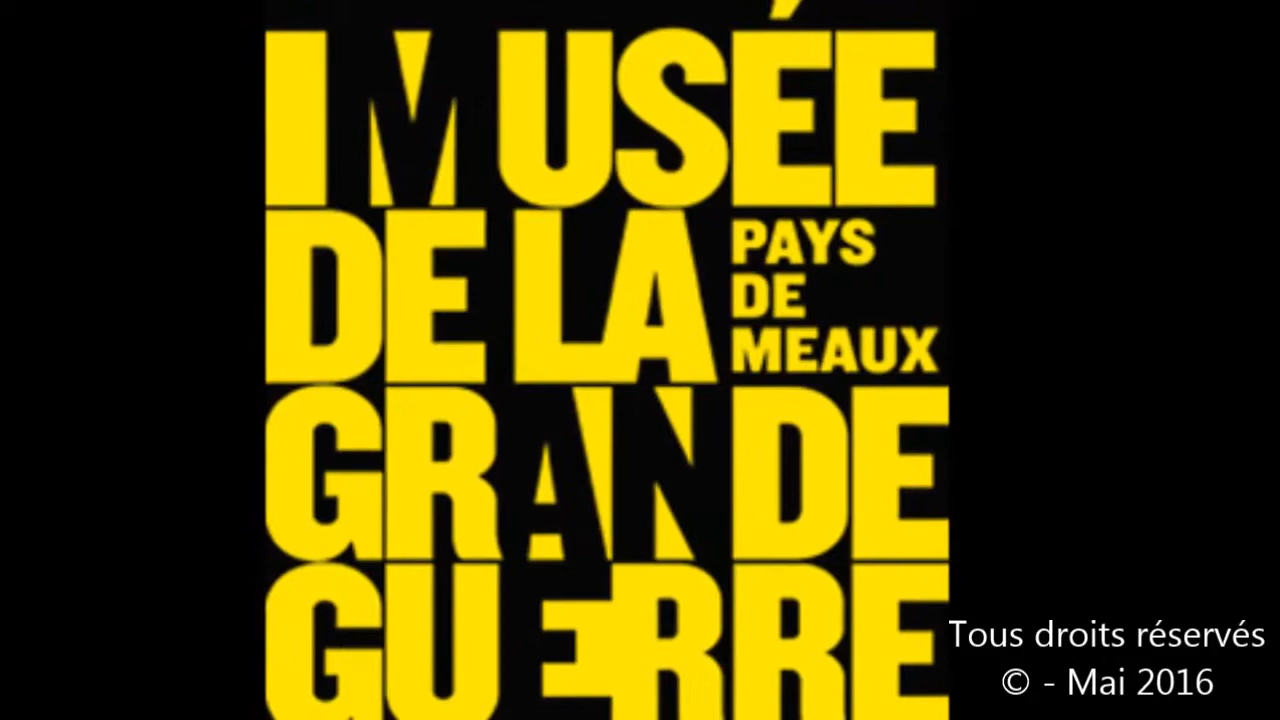 MUSÉE
DE LA
PAYS
DE
MEAUX
GRANDE
GUERRE
Tous droits réservés
© - Mai 2016